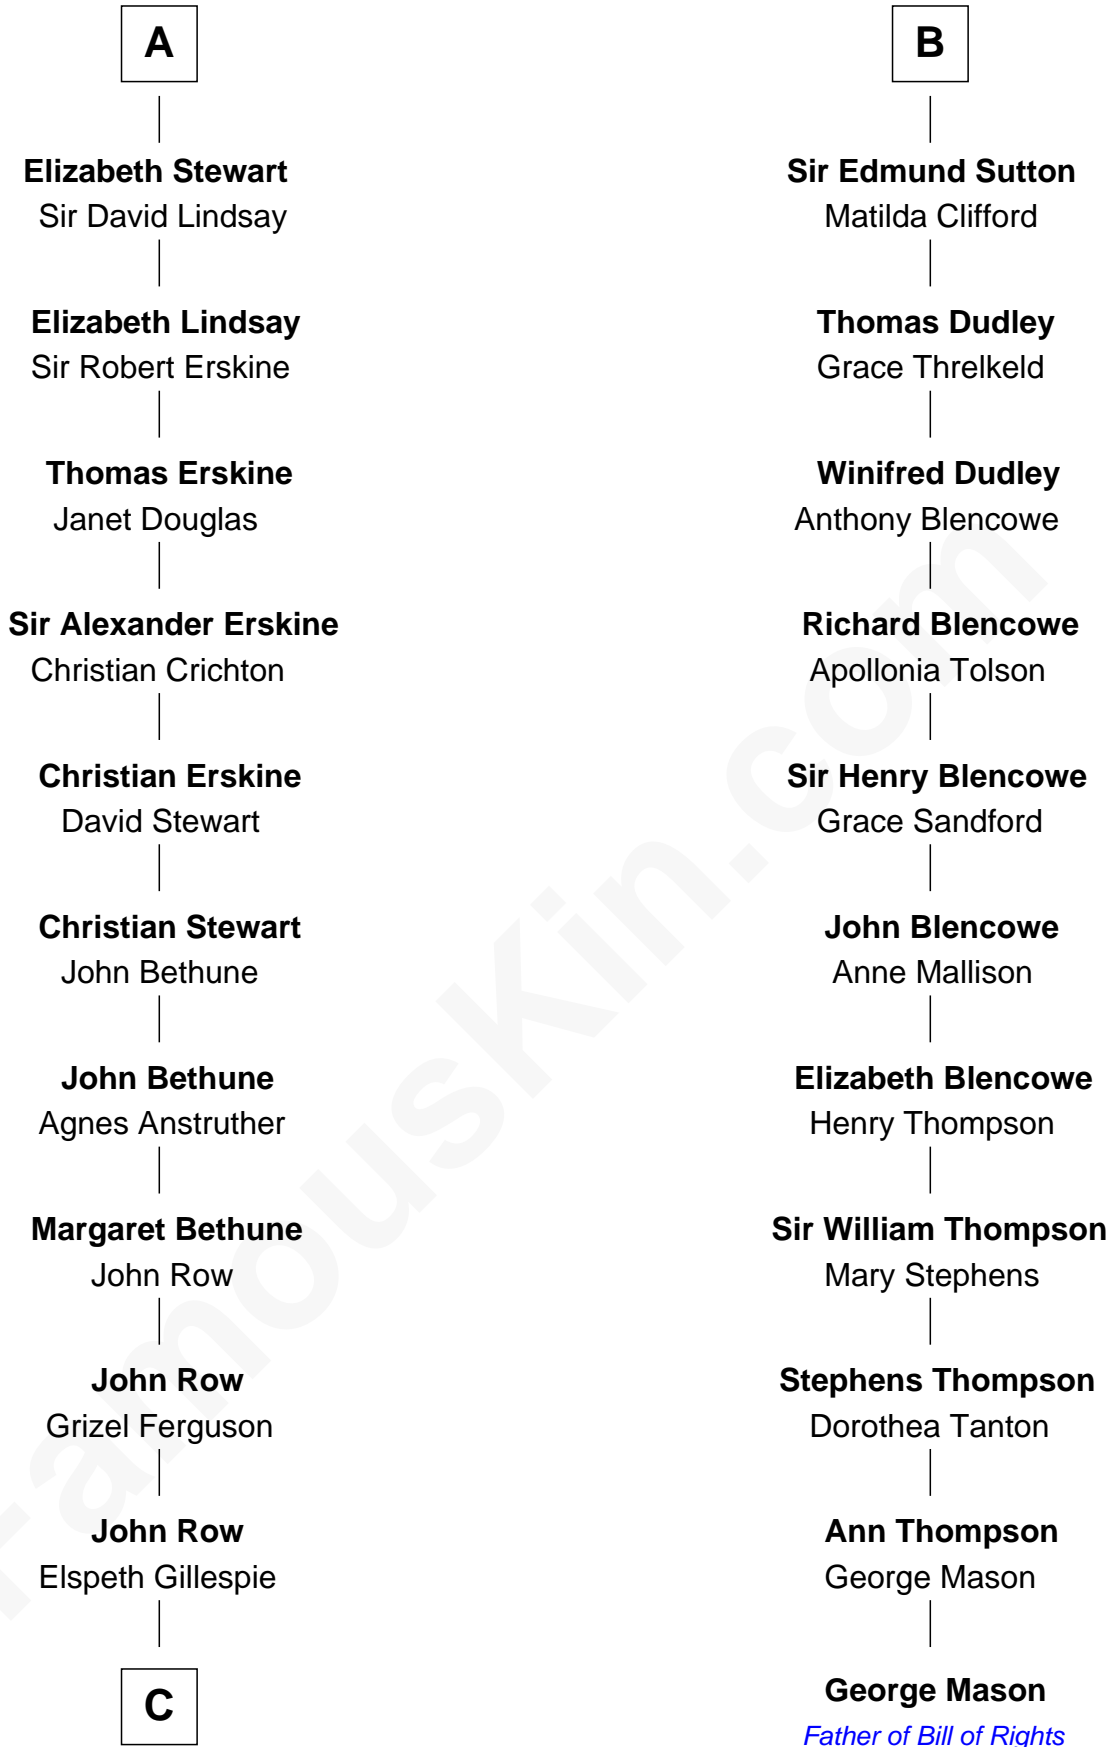 A
Elizabeth Stewart
Sir David Lindsay
Elizabeth Lindsay
Sir Robert Erskine
Thomas Erskine
Janet Douglas
Sir Alexander Erskine
Christian Crichton
Christian Erskine
David Stewart
Christian Stewart
John Bethune
John Bethune
Agnes Anstruther
Margaret Bethune
John Row
John Row
Grizel Ferguson
John Row
Elspeth Gillespie
C
B
Sir Edmund Sutton
Matilda Clifford
Thomas Dudley
Grace Threlkeld
Winifred Dudley
Anthony Blencowe
Richard Blencowe
Apollonia Tolson
Sir Henry Blencowe
Grace Sandford
John Blencowe
Anne Mallison
Elizabeth Blencowe
Henry Thompson
Sir William Thompson
Mary Stephens
Stephens Thompson
Dorothea Tanton
Ann Thompson
George Mason
George Mason
Father of Bill of Rights
FamousKin.com